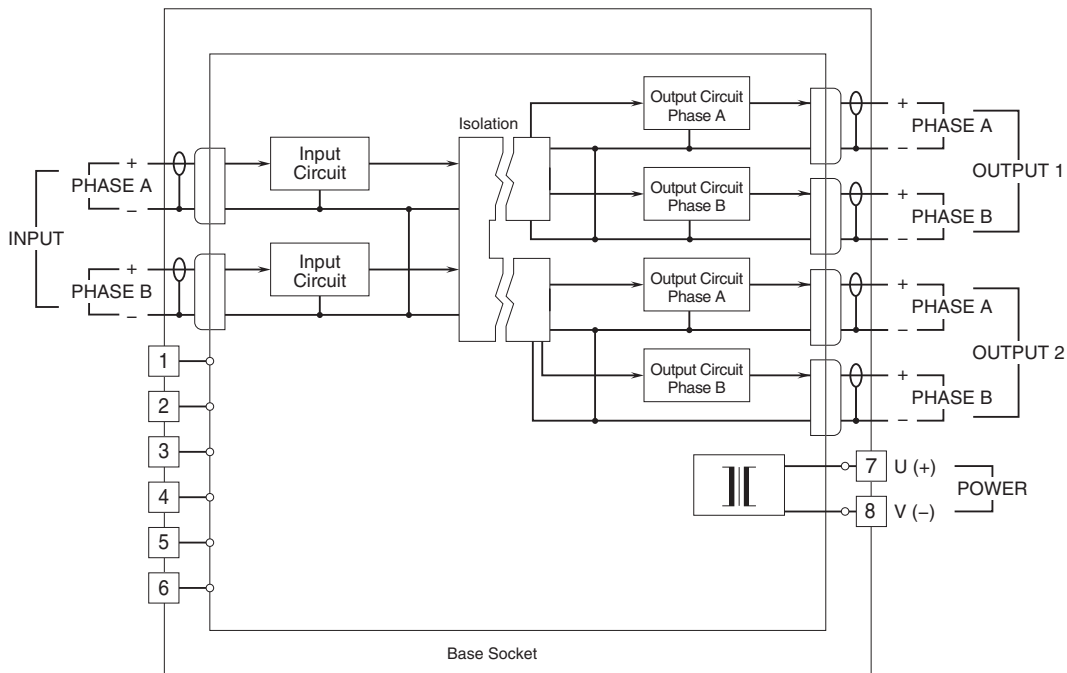 INPUT
PHASE A
+
–
PHASE B
+
–
Input
Circuit
Input
Circuit
Isolation
Output Circuit
Phase A
Output Circuit
Phase B
Output Circuit
Phase A
Output Circuit
Phase B
+
PHASE A
–
+
PHASE B
–
OUTPUT 1
+
PHASE A
–
+
PHASE B
–
OUTPUT 2
1
2
3
4
5
6
7
U (+)
8
V (–)
POWER
Base Socket